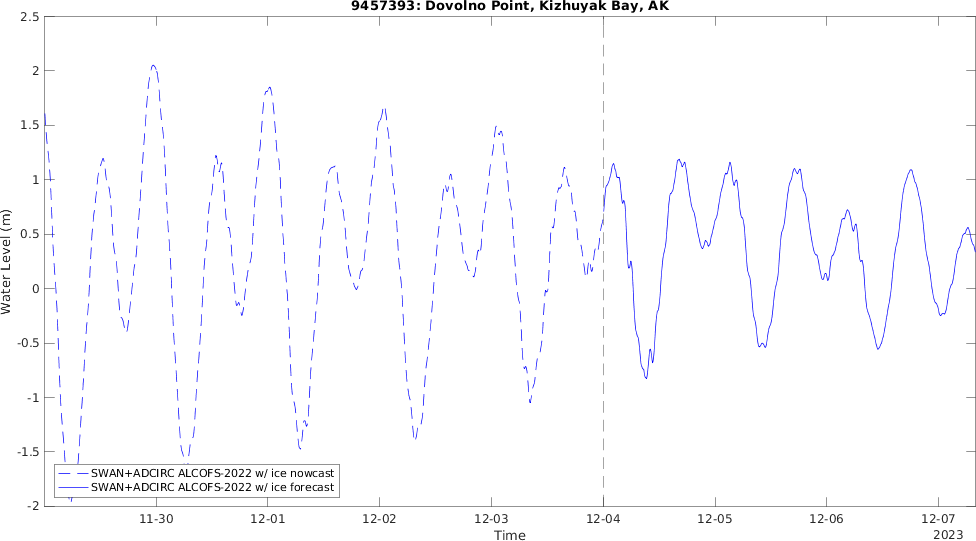 9457393: Dovolno Point, Kizhuyak Bay, AK
2.5
2
1.5
1
0.5
0
-0.5
-1
-1.5
-2
Water Level (m)
SWAN+ADCIRC ALCOFS-2022 w/ ice nowcast
SWAN+ADCIRC ALCOFS-2022 w/ ice forecast
11-30 12-01 12-02 12-03 12-04 12-05 12-06 12-07
Time
2023